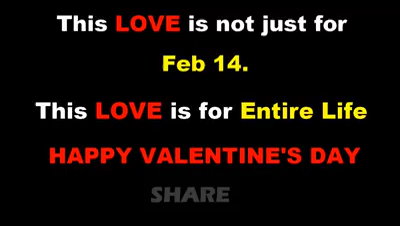 This LOVE is not just for
Feb 14.
This LOVE is for Entire Life
HAPPY VALENTINE'S DAY
SHARE